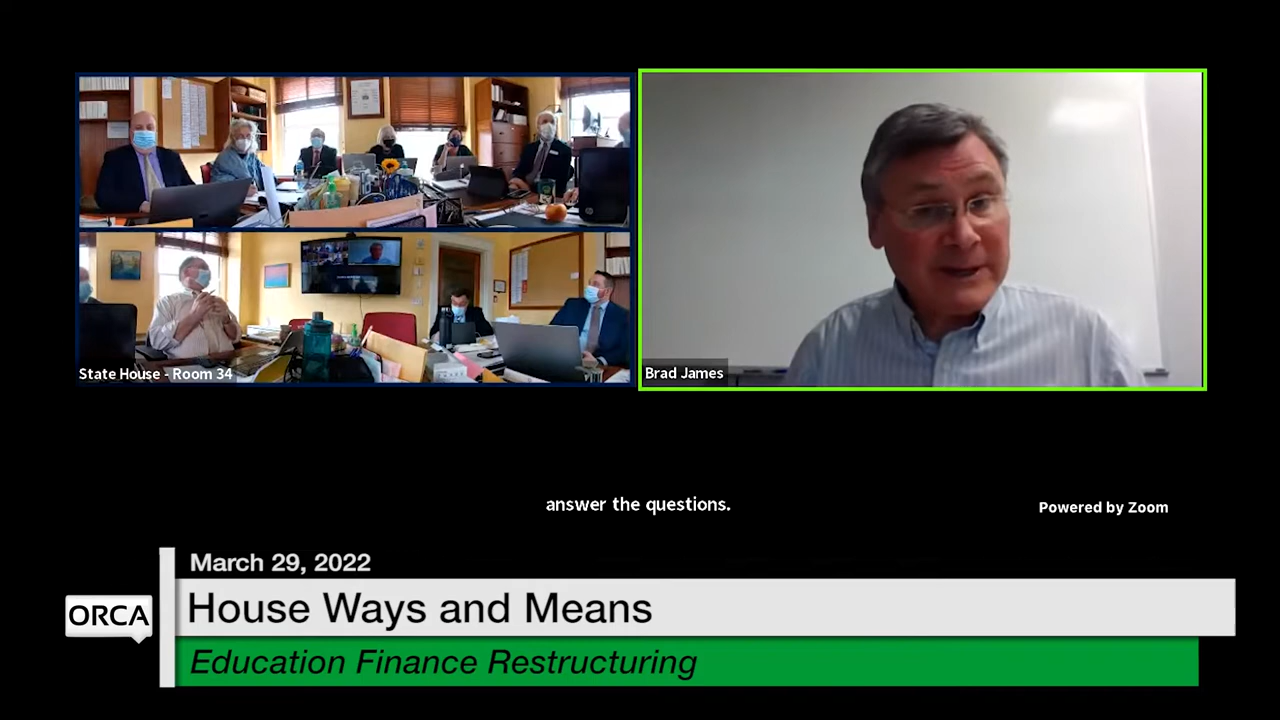 State House - Room 34
Brad James
answer the questions.
Powered by Zoom
March 29, 2022
ORCA
House Ways and Means
Education Finance Restructuring